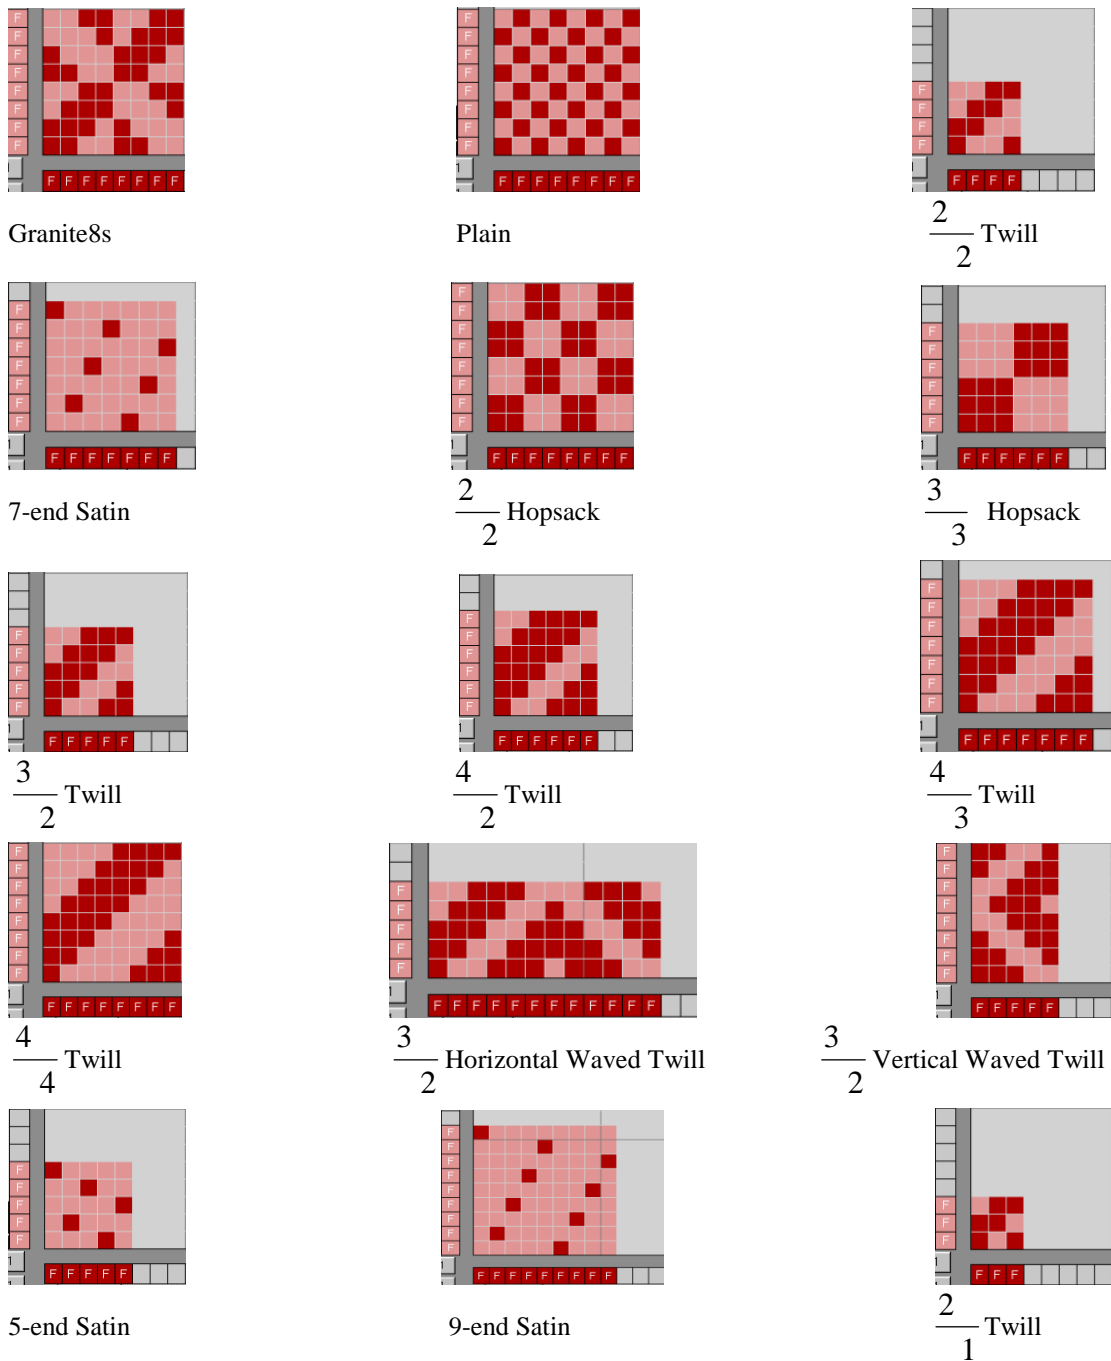 F F F F F F F F
F F F F F F F F
Granite8s
F F F F F F F F
F F F F F F F F
Plain
F F F F
F F F F
2
2 Twill
F F F F F F F
F F F F F F F
7-end Satin
F F F F F F F F
F F F F F F F F
2
2 Hopsack
F F F F F F
F F F F F F
3
3 Hopsack
F F F F F
F F F F F
3
2 Twill
F F F F F F
F F F F F F
4
2 Twill
F F F F F F F
F F F F F F F
4
3 Twill
F F F F F F F F
F F F F F F F F
4
4 Twill
F F F F F
F F F F F F F F F F F F
3
2 Horizontal Waved Twill
F F F F F F F F
F F F F F
3
2 Vertical Waved Twill
F F F F F
F F F F F
5-end Satin
F F F F F F F F F
F F F F F F F F F
9-end Satin
F F F
F F F
2
1 Twill